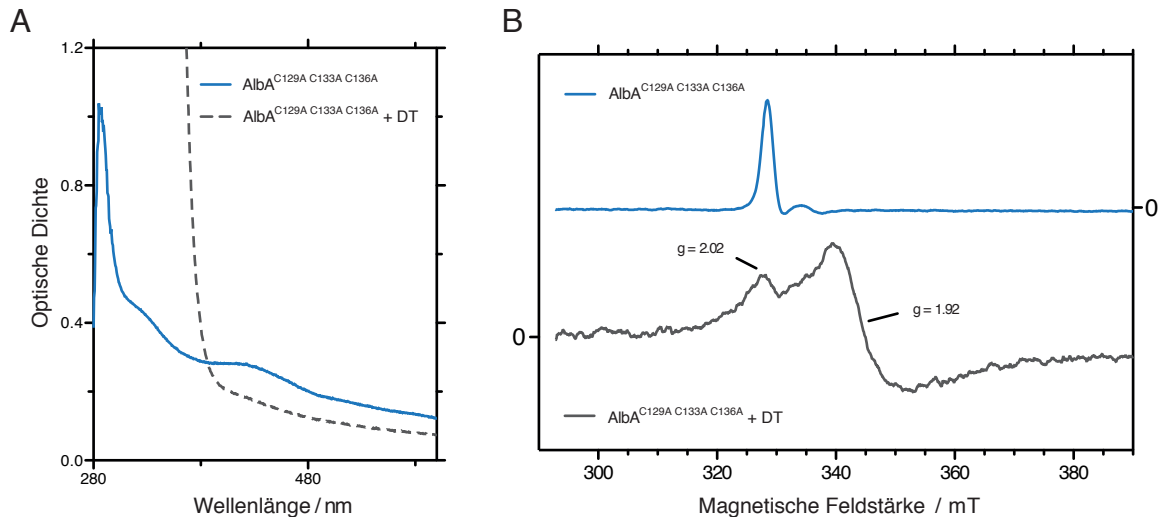 A
1.2
0.8
0.4
0.0
Optische Dichte
280
480
Wellenlänge / nm
AlbA^C129A C133A C136A
AlbA^C129A C133A C136A + DT
B
AlbA^C129A C133A C136A
0
g = 2.02
0
g = 1.92
AlbA^C129A C133A C136A + DT
300
320
340
360
380
Magnetische Feldstärke / mT